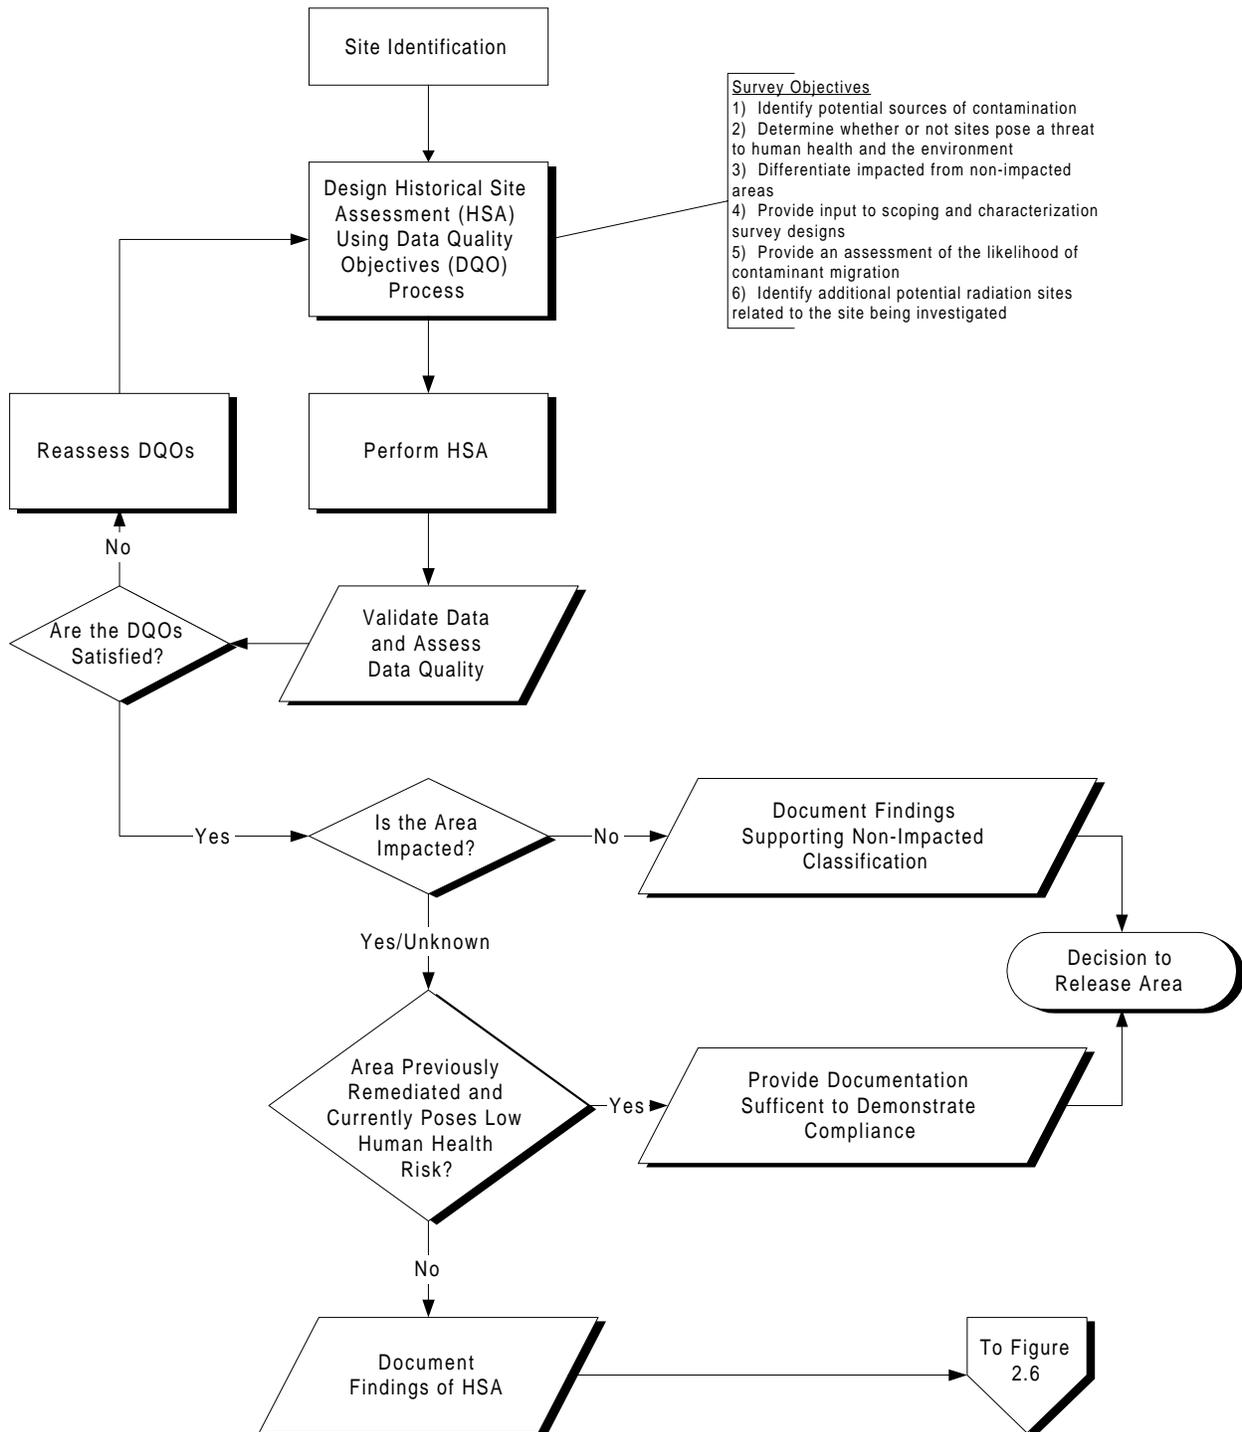 Site Identification
Survey Objectives
1) Identify potential sources of contamination
2) Determine whether or not sites pose a threat
to human health and the environment
3) Differentiate impacted from non-impacted
areas
4) Provide input to scoping and characterization
survey designs
5) Provide an assessment of the likelihood of
contaminant migration
6) Identify additional potential radiation sites
related to the site being investigated
Design Historical Site
Assessment (HSA)
Using Data Quality
Objectives (DQO)
Process
Reassess DQOs
Perform HSA
No
Are the DQOs
Satisfied?
Validate Data
and Assess
Data Quality
Yes
Is the Area
Impacted?
No
Document Findings
Supporting Non-Impacted
Classification
Yes/Unknown
Decision to
Release Area
Area Previously
Remediated and
Currently Poses Low
Human Health
Risk?
Yes
Provide Documentation
Sufficent to Demonstrate
Compliance
No
Document
Findings of HSA
To Figure
2.6